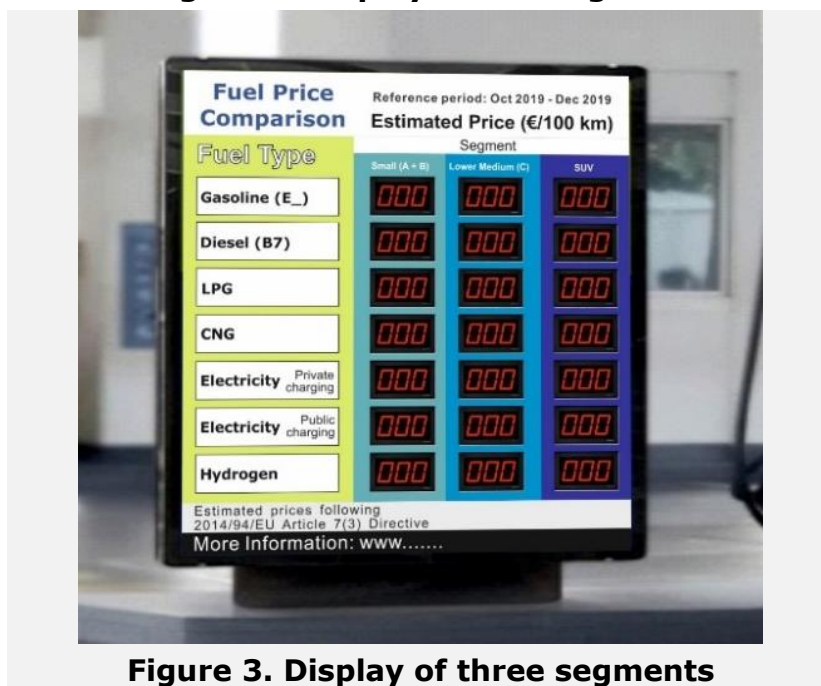 Fuel Price
Comparison
Reference period: Oct 2019 - Dec 2019
Estimated Price (€/100 km)
Segment
Fuel Type
Small (A + B)
Lower Medium (C)
SUV
Gasoline (E_) 000 000 000
Diesel (B7) 000 000 000
LPG 000 000 000
CNG 000 000 000
Electricity Private charging 000 000 000
Electricity Public charging 000 000 000
Hydrogen 000 000 000
Estimated prices following
2014/94/EU Article 7(3) Directive
More Information: www.......
Figure 3. Display of three segments